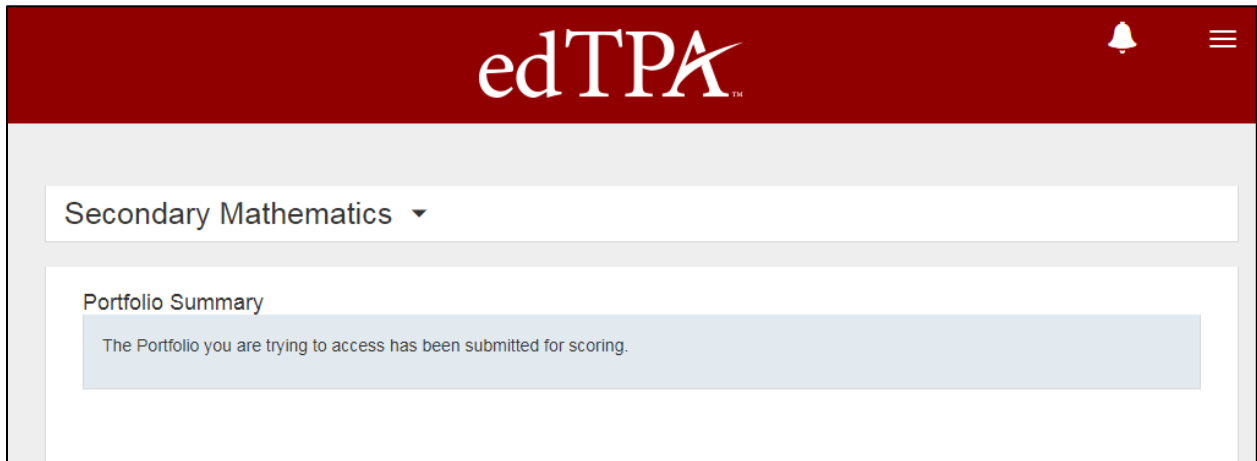 edTPA™
Secondary Mathematics
Portfolio Summary
The Portfolio you are trying to access has been submitted for scoring.